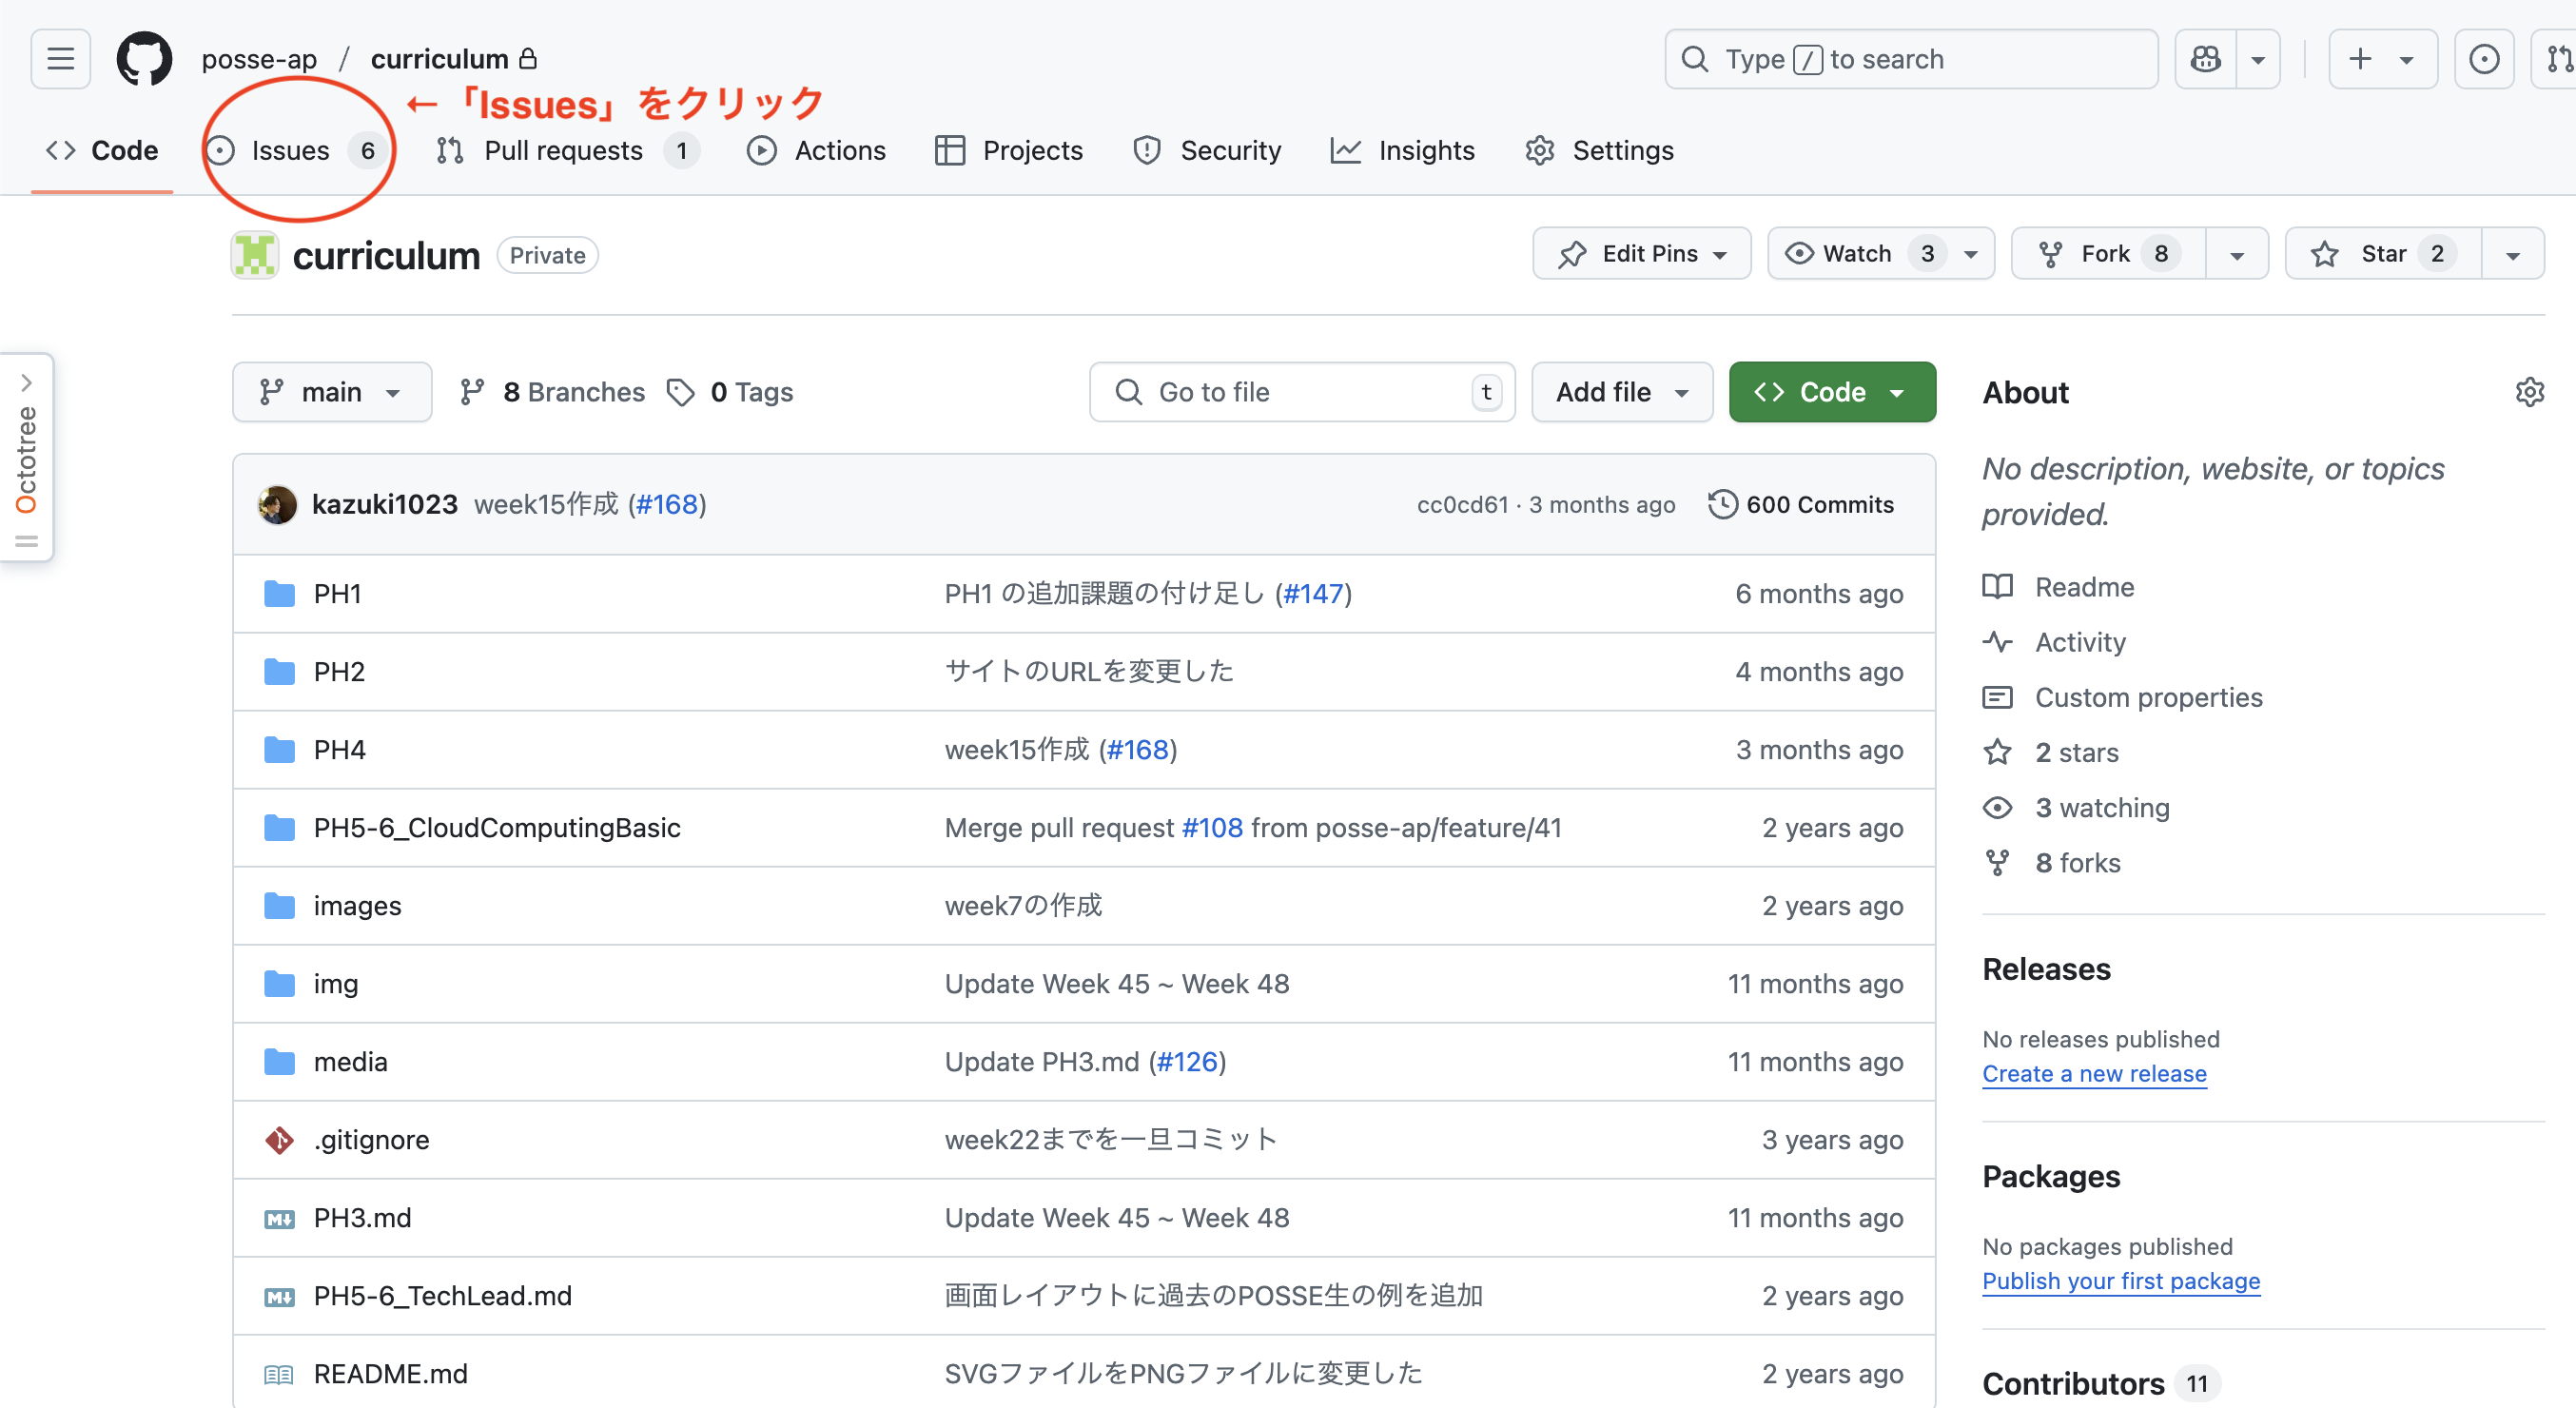 posse-ap / curriculum
Type / to search
←「Issues」をクリック
Code
Issues 6
Pull requests 1
Actions
Projects
Security
Insights
Settings
curriculum Private
Edit Pins
Watch 3
Fork 8
Star 2
Octotree
main
8 Branches
0 Tags
Go to file t
Add file
Code
kazuki1023 week15作成 (#168) cc0cd61 · 3 months ago 600 Commits
PH1 PH1 の追加課題の付け足し (#147) 6 months ago
PH2 サイトのURLを変更した 4 months ago
PH4 week15作成 (#168) 3 months ago
PH5-6_CloudComputingBasic Merge pull request #108 from posse-ap/feature/41 2 years ago
images week7の作成 2 years ago
img Update Week 45 ~ Week 48 11 months ago
media Update PH3.md (#126) 11 months ago
.gitignore week22までを一旦コミット 3 years ago
PH3.md Update Week 45 ~ Week 48 11 months ago
PH5-6_TechLead.md 画面レイアウトに過去のPOSSE生の例を追加 2 years ago
README.md SVGファイルをPNGファイルに変更した 2 years ago
About
No description, website, or topics
provided.
Readme
Activity
Custom properties
2 stars
3 watching
8 forks
Releases
No releases published
Create a new release
Packages
No packages published
Publish your first package
Contributors 11